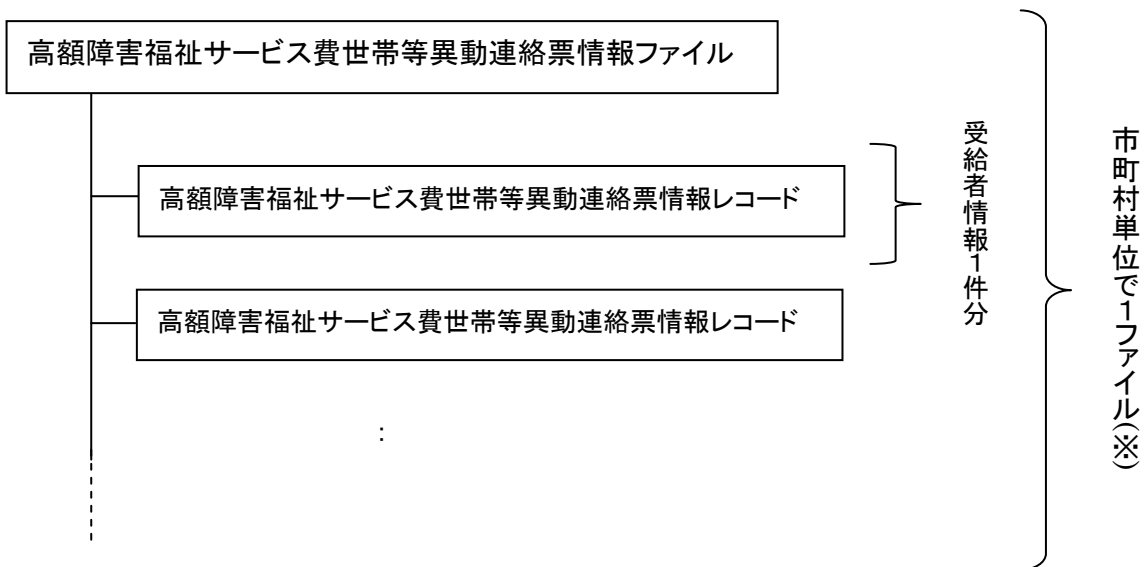 高額障害福祉サービス費世帯等異動連絡票情報ファイル
高額障害福祉サービス費世帯等異動連絡票情報レコード
高額障害福祉サービス費世帯等異動連絡票情報レコード
:
受給者情報1件分
市町村単位で1ファイル(※)